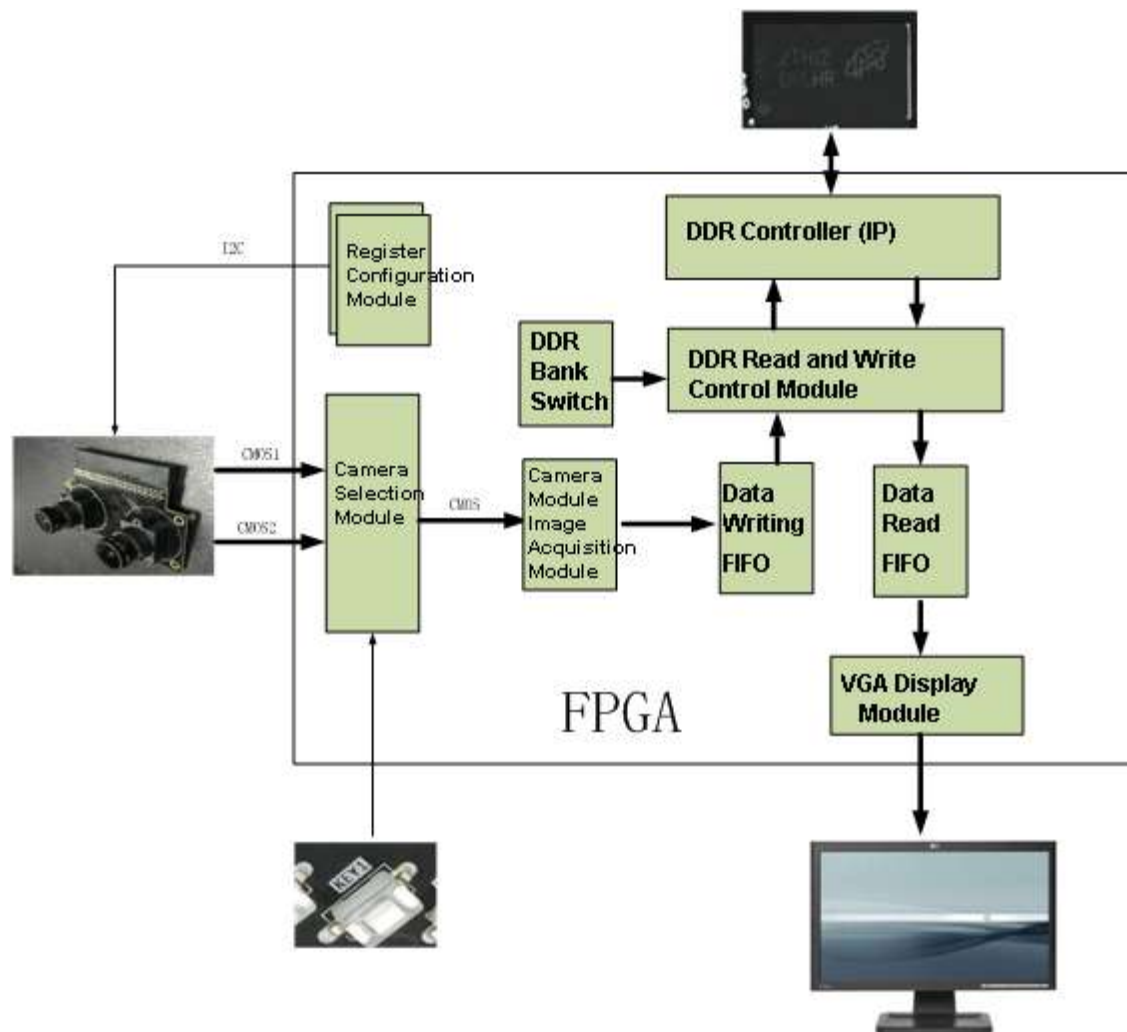 DDR Controller (IP)
I2C
Register
Configuration
Module
DDR
Bank
Switch
DDR Read and Write
Control Module
CMOS1
CMOS2
Camera
Selection
Module
CMOS
Camera
Module
Image
Acquisition
Module
Data
Writing
FIFO
Data
Read
FIFO
VGA Display
Module
FPGA
KEY1